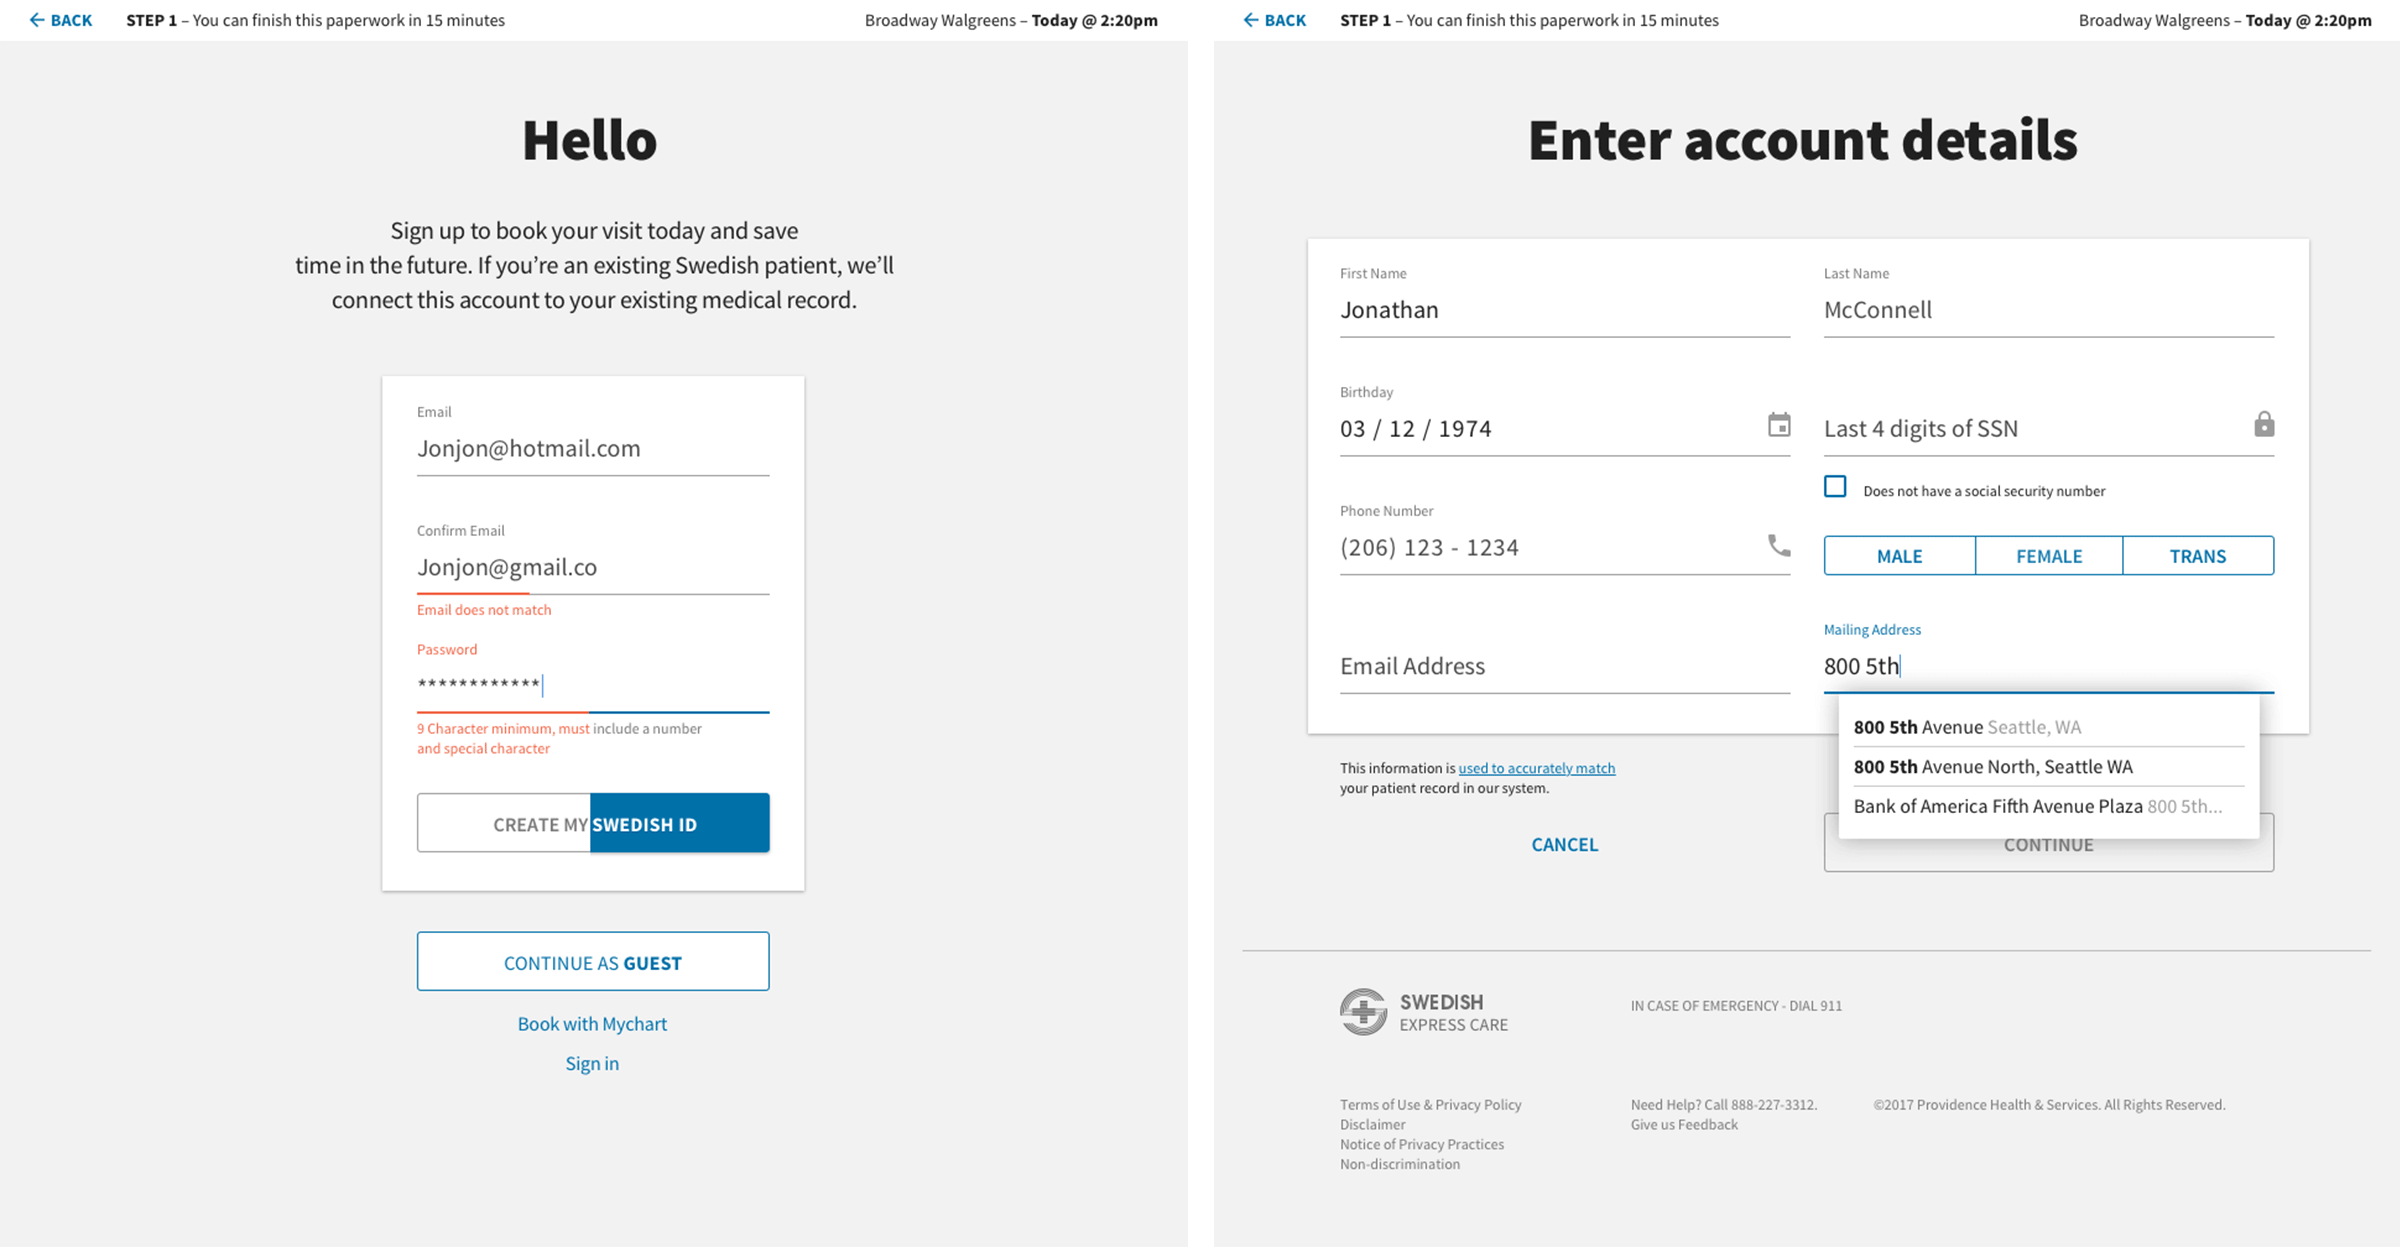 ← BACK STEP 1 – You can finish this paperwork in 15 minutes Broadway Walgreens – Today @ 2:20pm
Hello
Sign up to book your visit today and save
time in the future. If you’re an existing Swedish patient, we’ll
connect this account to your existing medical record.
Email
Jonjon@hotmail.com
Confirm Email
Jonjon@gmail.co
Email does not match
Password
************
9 Character minimum, must include a number
and special character
CREATE MY SWEDISH ID
CONTINUE AS GUEST
Book with Mychart
Sign in
← BACK STEP 1 – You can finish this paperwork in 15 minutes Broadway Walgreens – Today @ 2:20pm
Enter account details
First Name
Jonathan
Last Name
McConnell
Birthday
03 / 12 / 1974
Last 4 digits of SSN
Does not have a social security number
Phone Number
(206) 123 - 1234
MALE FEMALE TRANS
Email Address
Mailing Address
800 5th
800 5th Avenue Seattle, WA
800 5th Avenue North, Seattle WA
Bank of America Fifth Avenue Plaza 800 5th...
This information is used to accurately match
your patient record in our system.
CANCEL
CONTINUE
SWEDISH
EXPRESS CARE
IN CASE OF EMERGENCY - DIAL 911
Terms of Use & Privacy Policy
Disclaimer
Notice of Privacy Practices
Non-discrimination
Need Help? Call 888-227-3312.
Give us Feedback
©2017 Providence Health & Services. All Rights Reserved.